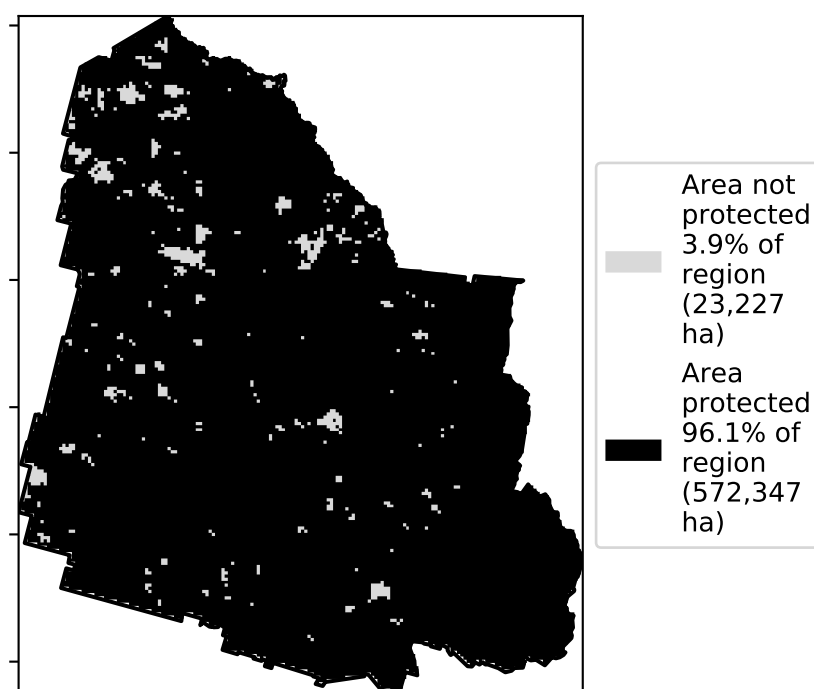 Area not
protected
3.9% of
region
(23,227
ha)
Area
protected
96.1% of
region
(572,347
ha)